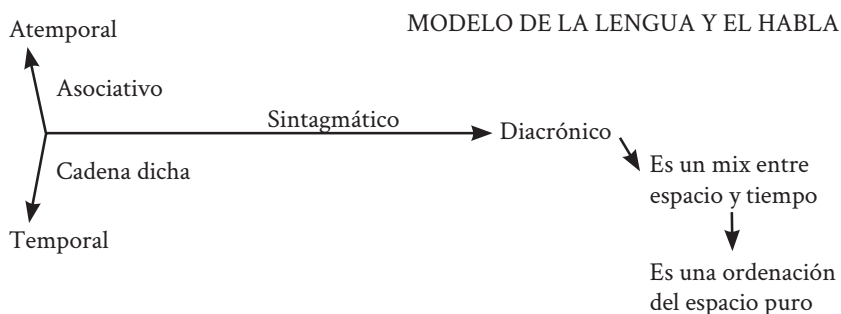 MODELO DE LA LENGUA Y EL HABLA
Atemporal
Asociativo
Sintagmático
Diacrónico
Cadena dicha
Es un mix entre
espacio y tiempo
Temporal
Es una ordenación
del espacio puro